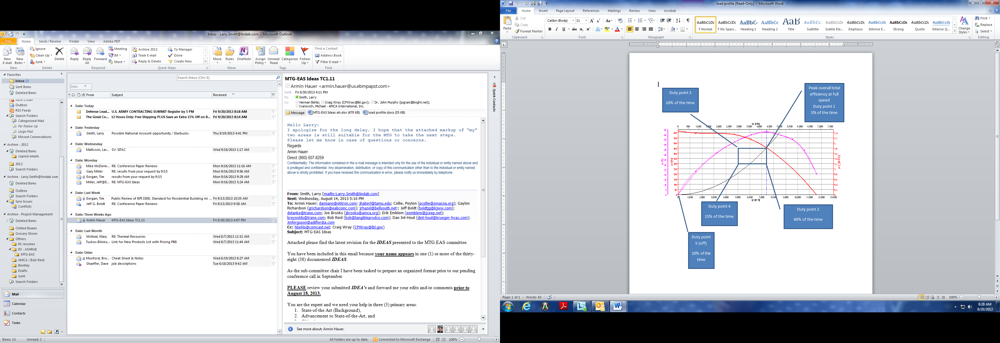 Inbox - Larry.Smith@lindab.com - Microsoft Outlook
File Home Send / Receive Folder View Adobe PDF
New E-mail New Items Ignore Clean Up Junk Delete Reply Reply All Forward Meeting IM More
Archive 2013 To Manager
Team E-mail Done
Reply & Delete Create New
Move Rules OneNote Assign Policy Unread/ Read Categorize Follow Up
Find a Contact
Address Book
Filter E-mail
New Delete Respond Quick Steps Move Tags Find
Favorites
Inbox (2)
Sent Items
Deleted Items
Junk E-mail
Outbox
RSS Feeds
Search Folders
Categorized Mail
For Follow Up
Large Mail
Missed Conversations
Archive - 2012
Deleted Items
copied emails
2012
Search Folders
Archive - Larry.Smith@lindab.com
Deleted Items
Outbox
Search Folders
Sync Issues
Conflicts
Archive - Project Management
Deleted Items
Chilled Beams
Grocery Stores
Others
01 resumes
03 - ASHRAE
MTG-EAS
AMCA / Bob Reid
Bentley
Drafts
Junk
Search Folders
Mail
Calendar
Contacts
Tasks
Items: 15 Unread: 2
Search Inbox (Ctrl+E)
Date
From Subject Received
Date: Today
Defense Lead... U.S. ARMY CONTRACTING SUMMIT-Register by 5 PM Fri 9/20/2013 8:18 AM
The Great Co... 12 Hours Only: Free Shipping PLUS Save an Extra 15% Off on B... Fri 9/20/2013 8:14 AM
Date: Yesterday
Smith, Larry Possible National Account opportunity / Starbucks Thu 9/19/2013 4:41 PM
Date: Wednesday
Mattsson, Lar... SV: SITAC Wed 9/18/2013 1:17 AM
Date: Monday
Mike McDerm... RE: Conference Paper Reviews Mon 9/16/2013 11:16 AM
Gary Miller RE: results from your request by 9/15 Mon 9/16/2013 9:56 AM
Eorgan, Tim results from your request by 9/15 Mon 9/16/2013 9:29 AM
Miller, Jeff@E... RE: MTG-EAS Ideas Mon 9/16/2013 5:24 AM
Date: Last Week
Eorgan, Tim Public Review of BPI 3300, Standard for Residential Building Air ... Fri 9/13/2013 10:35 AM
Jeff G. Boldt RE: Conference Paper Reviews Fri 9/13/2013 9:58 AM
Date: Three Weeks Ago
Armin Hauer MTG-EAS Ideas TC1.11 Fri 8/30/2013 4:07 PM
Date: Last Month
McNeal, Mary RE: Thermal Resources Wed 8/7/2013 11:52 AM
Tuskos-Biloko... Link for New Products List with Pricing PB8 Wed 8/7/2013 11:44 AM
Date: Older
Munford, Bro... Cheat Sheet & Notes Wed 6/19/2013 8:27 AM
Shaeffer, Dave job descriptions Tue 6/18/2013 9:42 AM
MTG-EAS Ideas TC1.11
Armin Hauer <armin.hauer@us.ebmpapst.com>
Sent: Fri 8/30/2013 4:11 PM
To: Smith, Larry
Cc: Herman Behls; Craig Wray (CPWray@lbl.gov); Dr. John Murphy (jogram@bright.net);
Ivanovich, Michael - AMCA International, Inc.
Message MTG-EAS Ideas ah.doc (470 KB) load profile.docx (35 KB)
Hello Larry:
I apologize for the long delay. I hope that the attached markup of “my”
two areas is still suitable for the MTG to take the next steps.
Please let me know in case of questions or concerns.
Regards
Armin Hauer
Direct: (860) 507-8259
Confidentiality: The information contained in this e-mail message is intended only for the use of the individual or entity named above and
is privileged and confidential. Any dissemination, distribution, or copy of this communication other than to the individual or entity named
above is strictly prohibited. If you have received this communication in error, please notify us immediately by telephone.
From: Smith, Larry [mailto:Larry.Smith@lindab.com]
Sent: Wednesday, August 14, 2013 5:16 PM
To: Armin Hauer; damiano@ebtron.com; jhaberl@tamu.edu; Collie, Peyton (pcollie@smacna.org); Gaylon
Richardson (grichardson@eabcoinc.com); jrhazel@bellsouth.net:; Jeff Boldt (boldtjg@kjww.com);
dstanke@trane.com; Joe Brooks (jbrooks@amca.org); Erik Emblem (eemblem@jceep.net);
breynolds@trane.com; Bob Reid (bob@tangibleprodco.com); Dan Int-Hout (dint-hout@krueger-hvac.com);
Jmferguson@adiflordia.com
Cc: hbehls@comcast.net; Craig Wray (CPWray@lbl.gov)
Subject: MTG-EAS Ideas
Attached please find the latest revision for the IDEAS presented to the MTG.EAS committee.
You have been included in this email because your name appears in one (1) or more of the thirty-
eight (38) documented IDEAS.
As the sub-committee chair I have been tasked to prepare an organized format prior to our pending
conference call in September.
PLEASE review your submitted IDEA’s and forward me your edits and/or comments prior to
August 18, 2013.
You are the expert and we need your help in three (3) primary areas:
1. State-of-the Art (Background),
2. Advancement to State-of-the-Art, and
See more about: Armin Hauer.
Quick Contacts
All folders are up to date. Connected to Microsoft Exchange 100%
load profile [Read-Only] - Microsoft Word
File Home Insert Page Layout References Mailings Review View Acrobat
Paste Cut
Copy
Format Painter
Calibri (Body) 11
Normal No Spaci... Heading 1 Heading 2 Title Subtitle Subtle Em... Emphasis Intense E... Strong Quote Intense Q...
Change Styles
Find
Replace
Select
Clipboard Font Paragraph Styles Editing
Duty point 3
10% of the time
Peak overall total
efficiency at full
speed
Duty point 1
5% of the time
0 500 1,000 1,500 2,000 2,500 3,000 3,500 4,000 4,500 5,000 5,500 6,000 6,500 7,000 7,500
1,000 2,000 3,000 4,000 5,000 6,000 7,000 8,000 9,000 10,000 11,000 12,000 13,000
Duty point 4
15% of the time
Duty point 2
60% of the time
Duty point
5 (off)
10% of the
time
Page: 1 of 1 Words: 43 100%
8:28 AM
9/20/2013